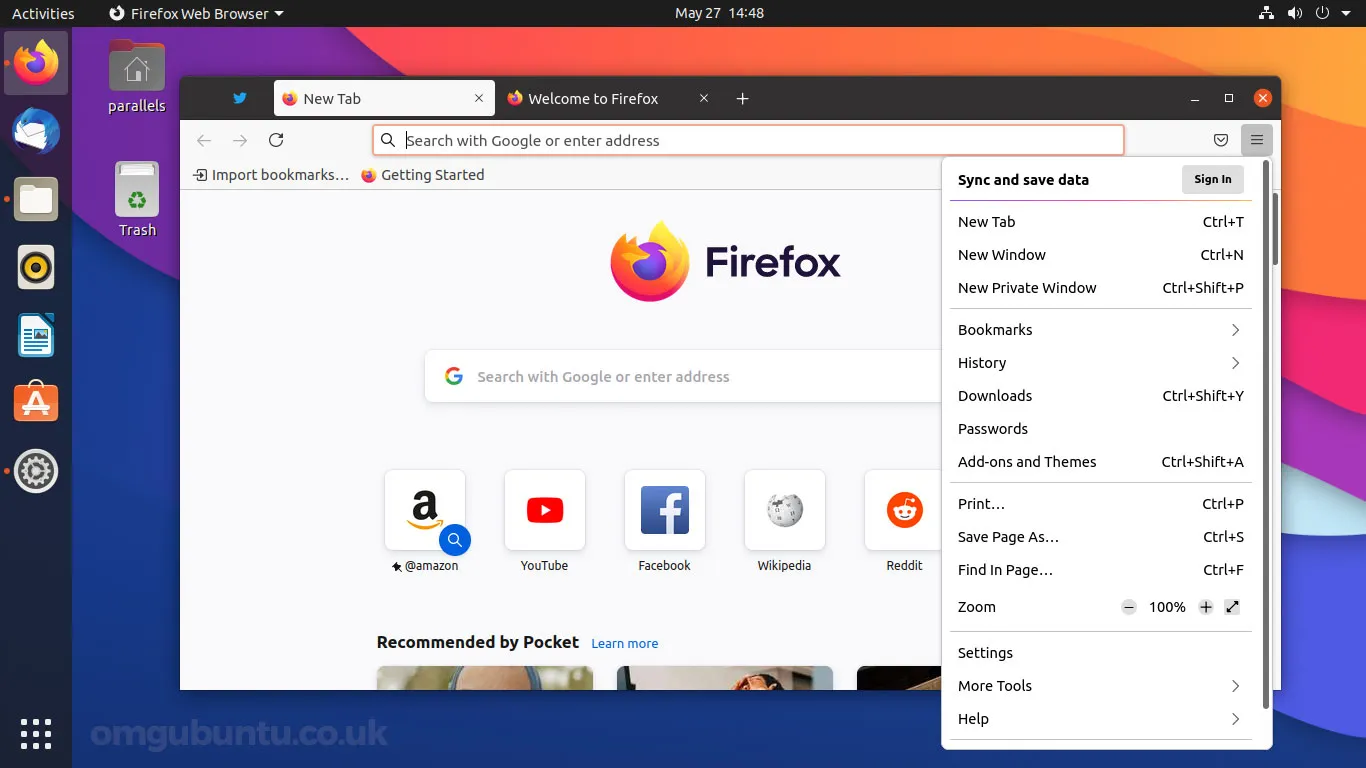 Activities
Firefox Web Browser
May 27 14:48
parallels
Trash
New Tab
Welcome to Firefox
Search with Google or enter address
Import bookmarks…
Getting Started
Firefox
Search with Google or enter address
@amazon
YouTube
Facebook
Wikipedia
Reddit
Recommended by Pocket
Learn more
Sync and save data
Sign In
New Tab Ctrl+T
New Window Ctrl+N
New Private Window Ctrl+Shift+P
Bookmarks
History
Downloads Ctrl+Shift+Y
Passwords
Add-ons and Themes Ctrl+Shift+A
Print… Ctrl+P
Save Page As… Ctrl+S
Find In Page… Ctrl+F
Zoom 100%
Settings
More Tools
Help
omgubuntu.co.uk